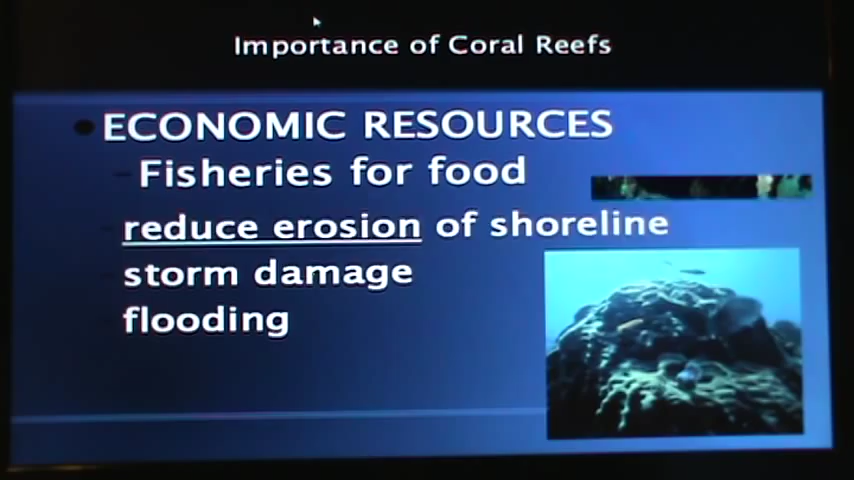 Importance of Coral Reefs
• ECONOMIC RESOURCES
– Fisheries for food
– reduce erosion of shoreline
– storm damage
– flooding